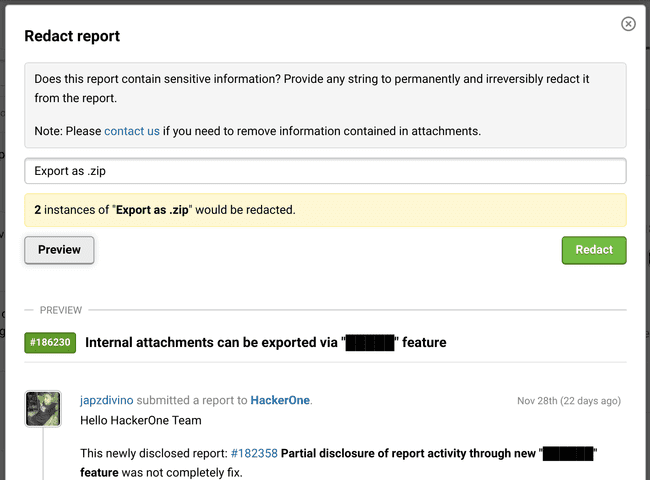 Redact report
Does this report contain sensitive information? Provide any string to permanently and irreversibly redact it
from the report.
Note: Please contact us if you need to remove information contained in attachments.
Export as .zip
2 instances of "Export as .zip" would be redacted.
Preview
Redact
PREVIEW
#186230 Internal attachments can be exported via "█████" feature
japzdivino submitted a report to HackerOne.
Nov 28th (22 days ago)
Hello HackerOne Team
This newly disclosed report: #182358 Partial disclosure of report activity through new "██████"
feature was not completely fix.